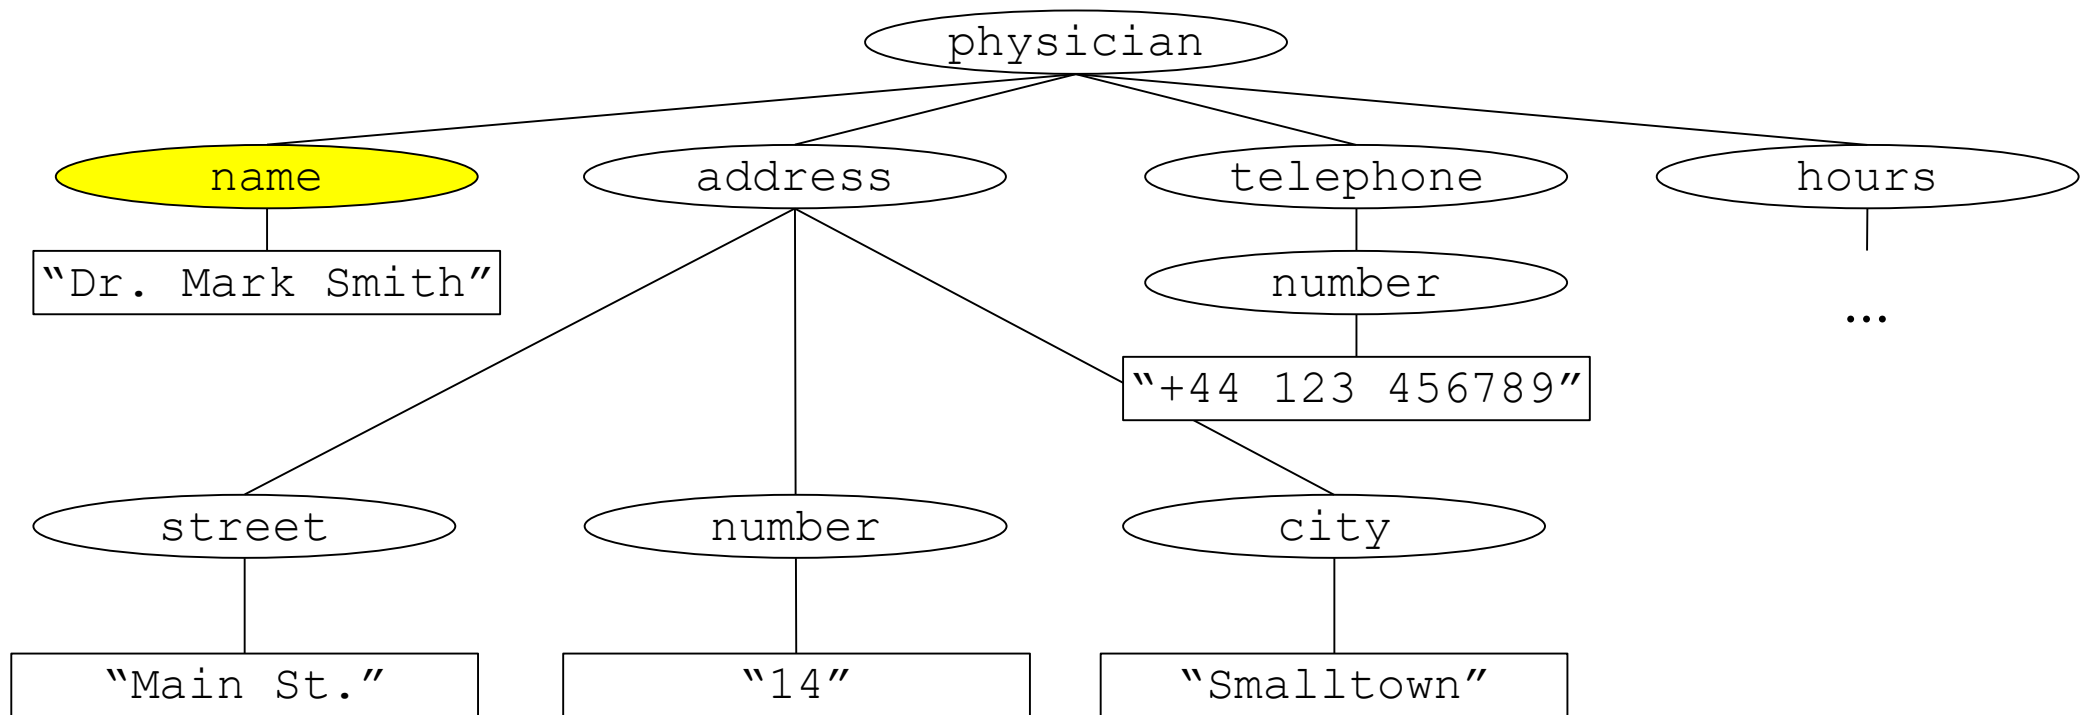 physician
name
address
telephone
hours
“Dr. Mark Smith”
number
…
“+44 123 456789”
street
number
city
“Main St.”
“14”
“Smalltown”